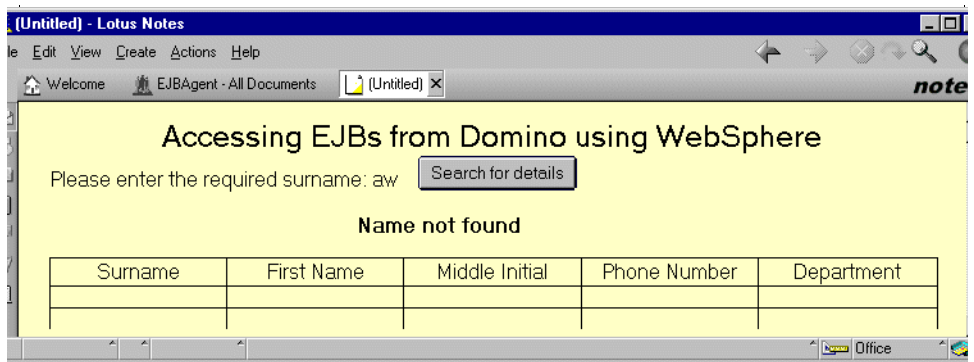 (Untitled) - Lotus Notes
Edit View Create Actions Help
Welcome EJBAgent - All Documents (Untitled)
note
Accessing EJBs from Domino using WebSphere
Please enter the required surname: aw Search for details
Name not found
Surname First Name Middle Initial Phone Number Department
Office